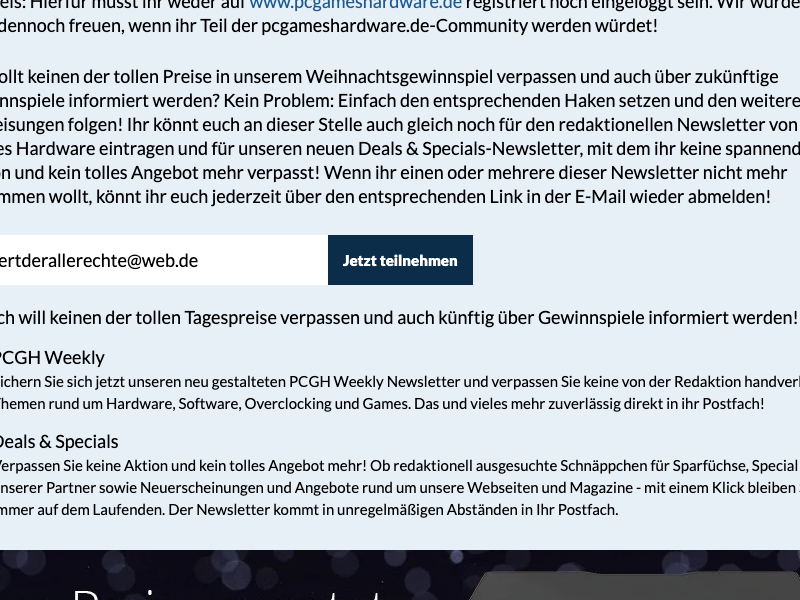 eis: Hierfür müsst ihr weder auf www.pcgameshardware.de registriert noch eingeloggt sein. Wir würde
dennoch freuen, wenn ihr Teil der pcgameshardware.de-Community werden würdet!
ollt keinen der tollen Preise in unserem Weihnachtsgewinnspiel verpassen und auch über zukünftige
nnspiele informiert werden? Kein Problem: Einfach den entsprechenden Haken setzen und den weitere
eisungen folgen! Ihr könnt euch an dieser Stelle auch gleich noch für den redaktionellen Newsletter von
es Hardware eintragen und für unseren neuen Deals & Specials-Newsletter, mit dem ihr keine spannend
n und kein tolles Angebot mehr verpasst! Wenn ihr einen oder mehrere dieser Newsletter nicht mehr
mmen wollt, könnt ihr euch jederzeit über den entsprechenden Link in der E-Mail wieder abmelden!
ertderallerechte@web.de
Jetzt teilnehmen
ch will keinen der tollen Tagespreise verpassen und auch künftig über Gewinnspiele informiert werden!
PCGH Weekly
ichern Sie sich jetzt unseren neu gestalteten PCGH Weekly Newsletter und verpassen Sie keine von der Redaktion handverl
Themen rund um Hardware, Software, Overclocking und Games. Das und vieles mehr zuverlässig direkt in ihr Postfach!
Deals & Specials
Verpassen Sie keine Aktion und kein tolles Angebot mehr! Ob redaktionell ausgesuchte Schnäppchen für Sparfüchse, Special
unserer Partner sowie Neuerscheinungen und Angebote rund um unsere Webseiten und Magazine - mit einem Klick bleiben
mmer auf dem Laufenden. Der Newsletter kommt in unregelmäßigen Abständen in Ihr Postfach.